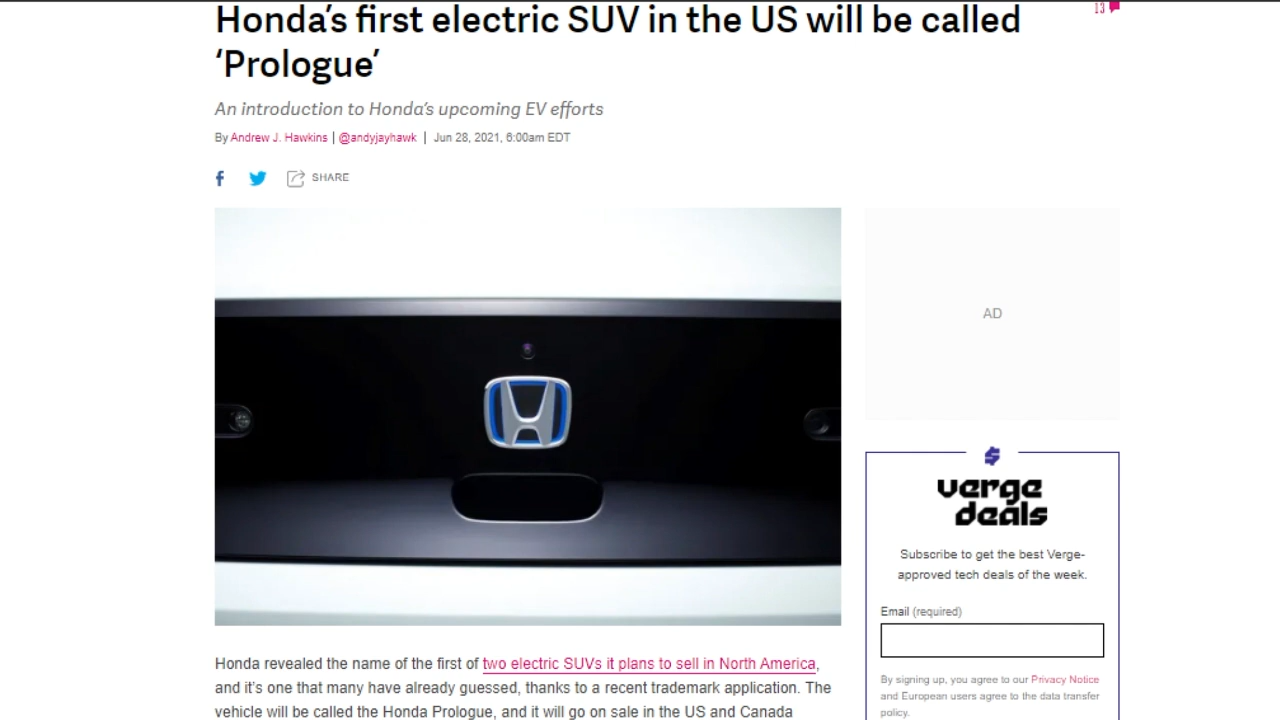 Honda's first electric SUV in the US will be called
'Prologue'
13
An introduction to Honda's upcoming EV efforts
By Andrew J. Hawkins | @andyjayhawk | Jun 28, 2021, 6:00am EDT
SHARE
AD
verge
deals
Subscribe to get the best Verge-
approved tech deals of the week.
Email (required)
By signing up, you agree to our Privacy Notice
and European users agree to the data transfer
policy.
Honda revealed the name of the first of two electric SUVs it plans to sell in North America,
and it's one that many have already guessed, thanks to a recent trademark application. The
vehicle will be called the Honda Prologue, and it will go on sale in the US and Canada